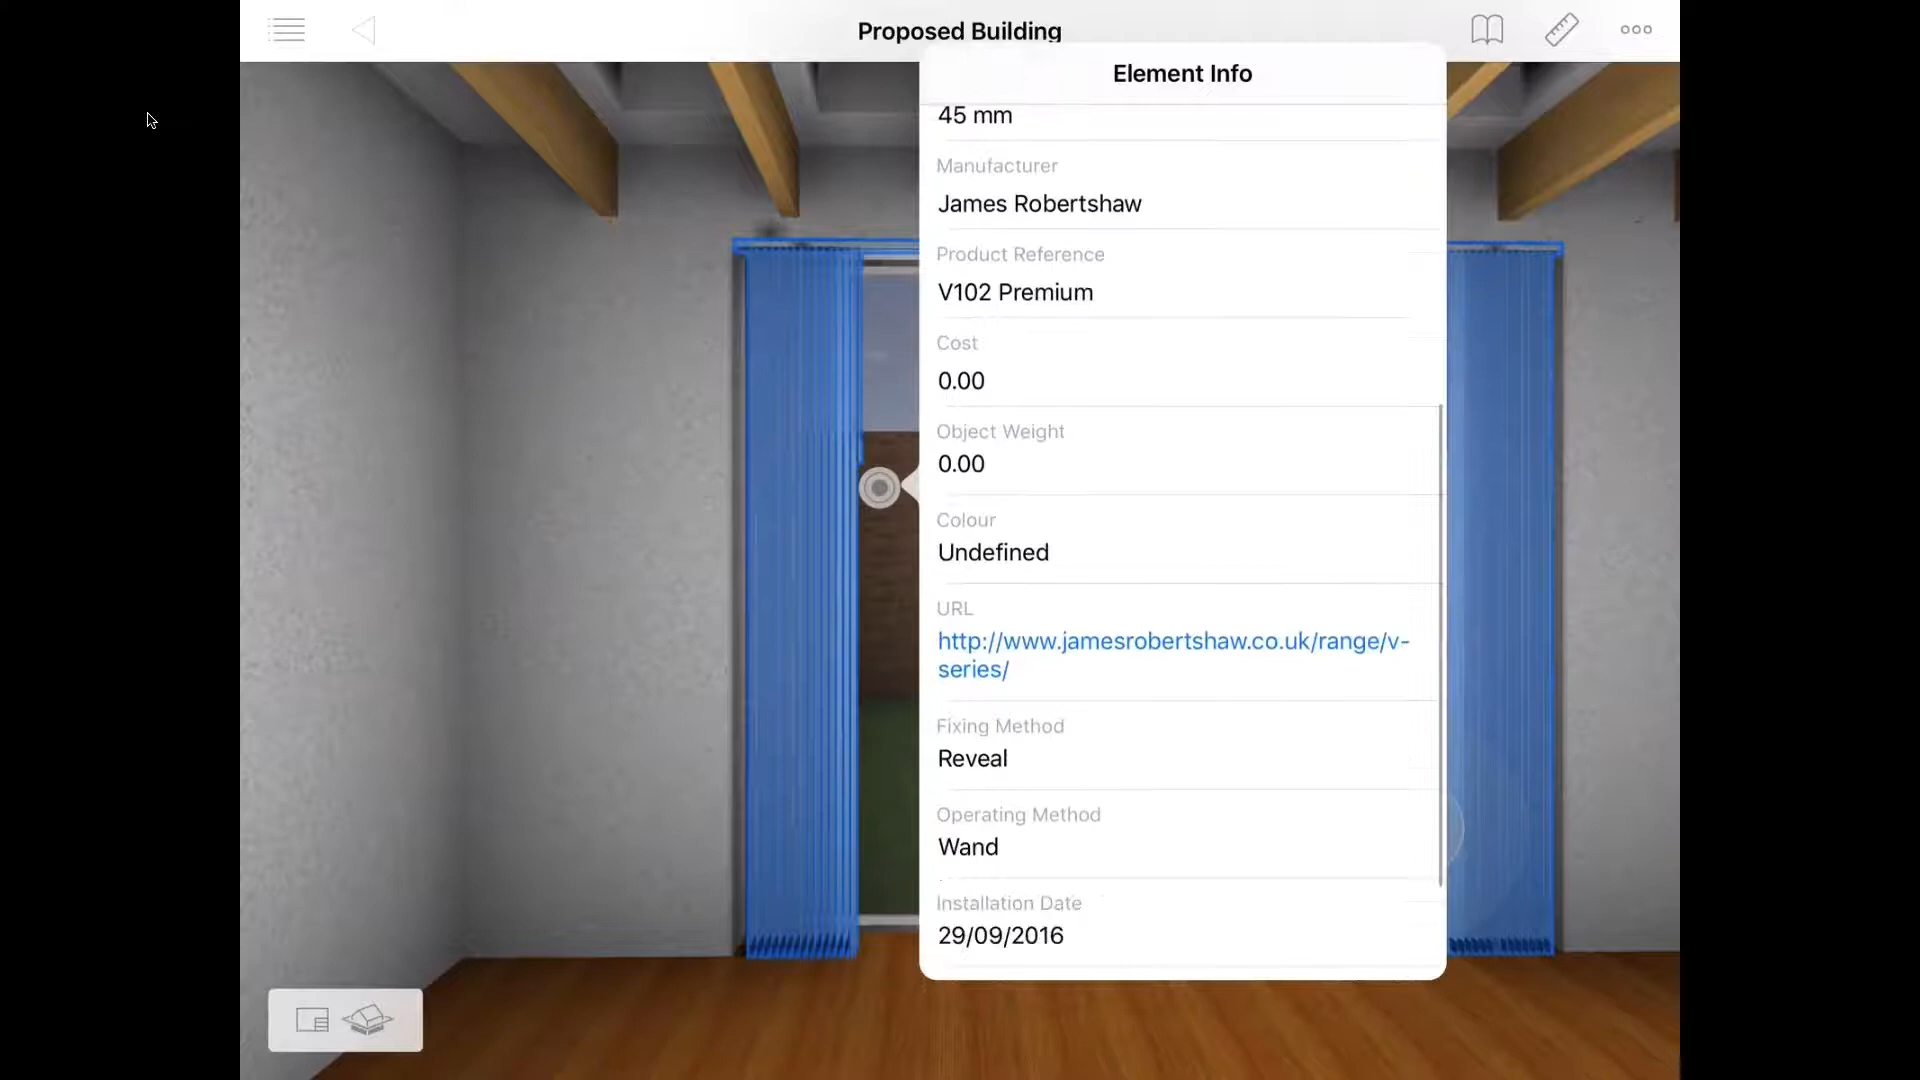 Proposed Building
Element Info
45 mm
Manufacturer
James Robertshaw
Product Reference
V102 Premium
Cost
0.00
Object Weight
0.00
Colour
Undefined
URL
http://www.jamesrobertshaw.co.uk/range/v-
series/
Fixing Method
Reveal
Operating Method
Wand
Installation Date
29/09/2016